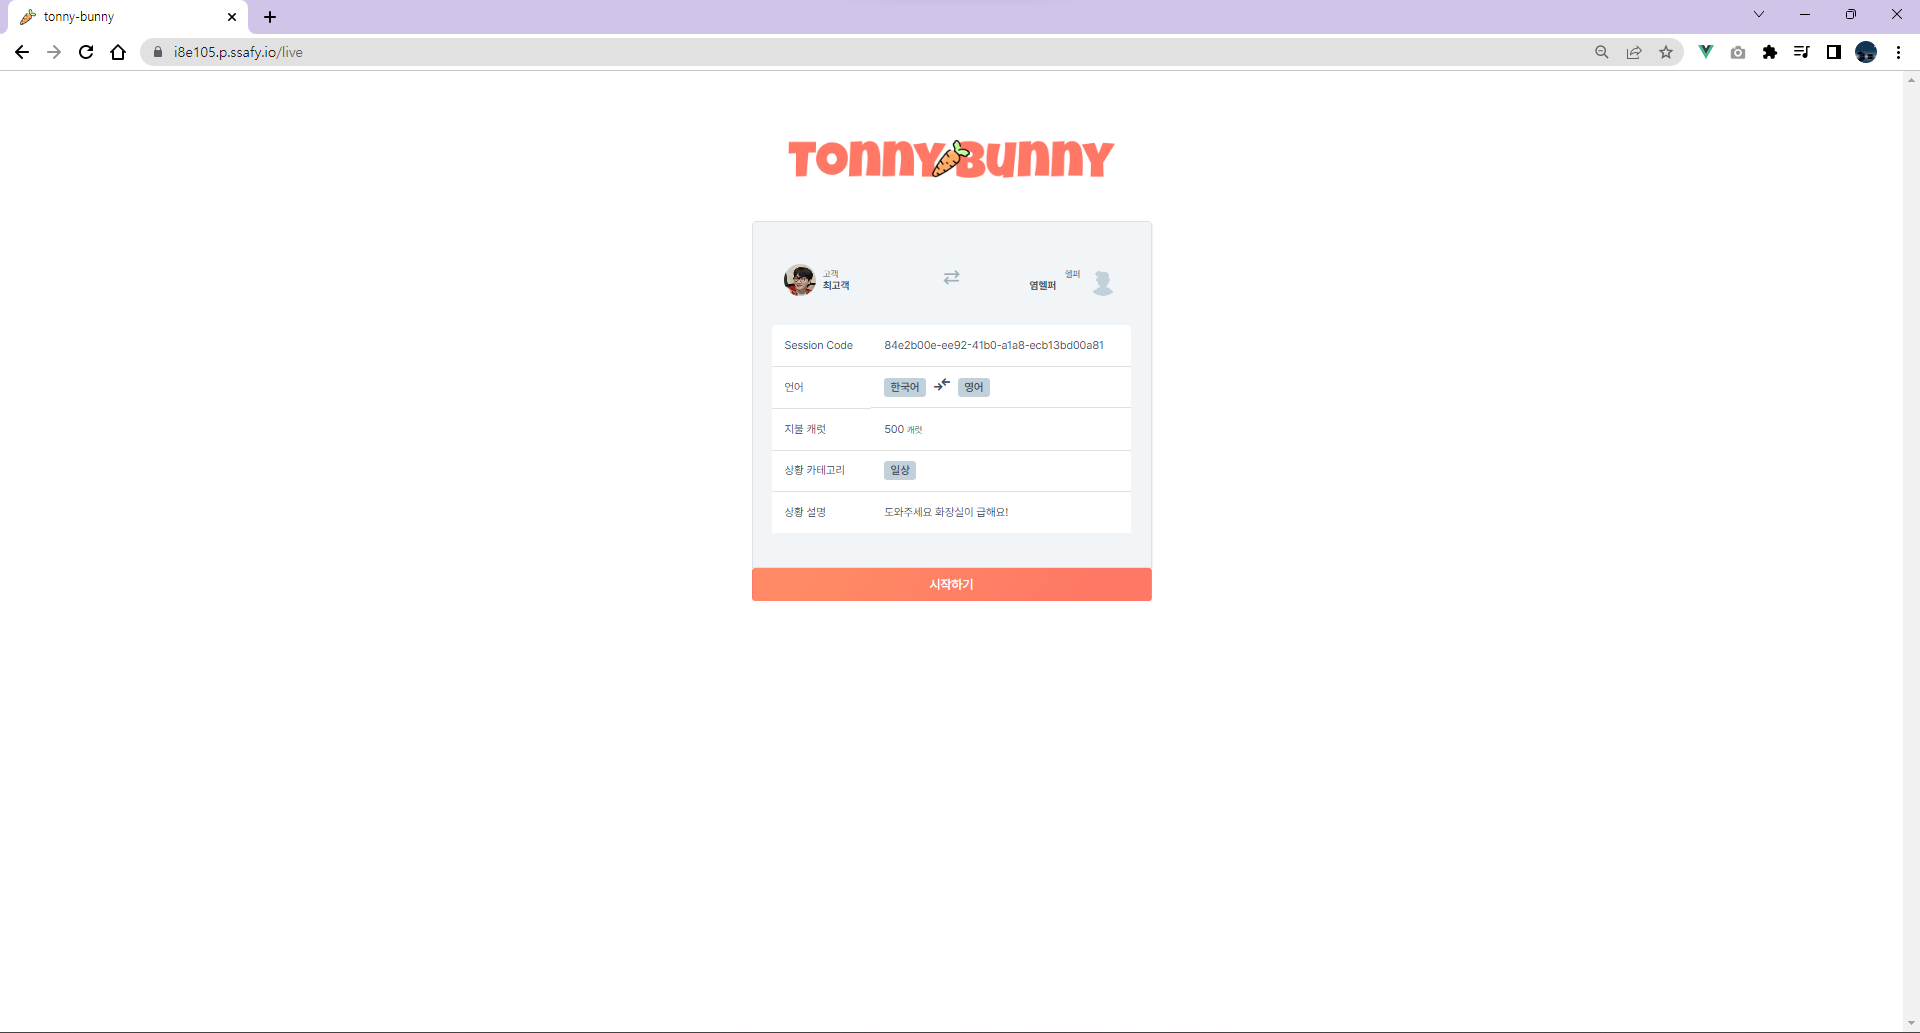 tonny-bunny
i8e105.p.ssafy.io/live
TONNY BUNNY
고객
최고객
헬퍼
염헬퍼
Session Code 84e2b00e-ee92-41b0-a1a8-ecb13bd00a81
언어 한국어 영어
지불 캐럿 500 캐럿
상황 카테고리 일상
상황 설명 도와주세요 화장실이 급해요!
시작하기